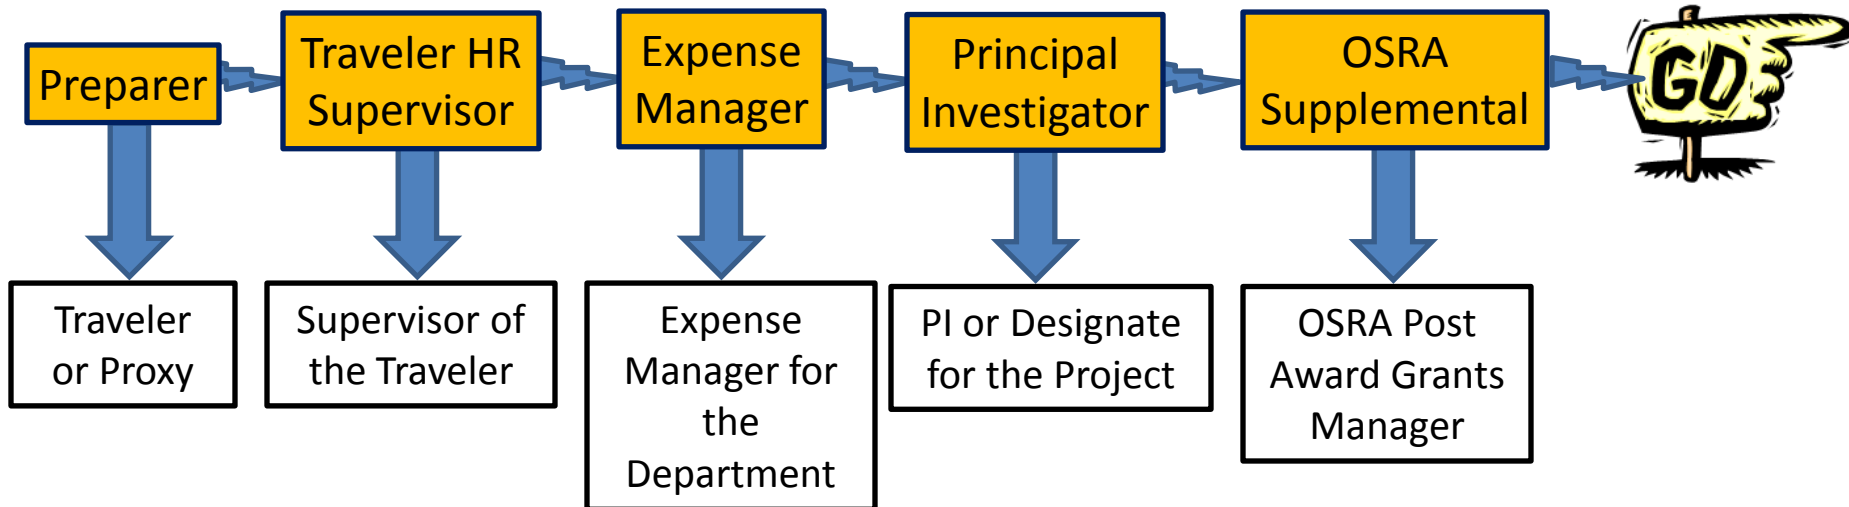 Preparer
Traveler HR
Supervisor
Expense
Manager
Principal
Investigator
OSRA
Supplemental
GO
Traveler
or Proxy
Supervisor of
the Traveler
Expense
Manager for
the
Department
PI or Designate
for the Project
OSRA Post
Award Grants
Manager